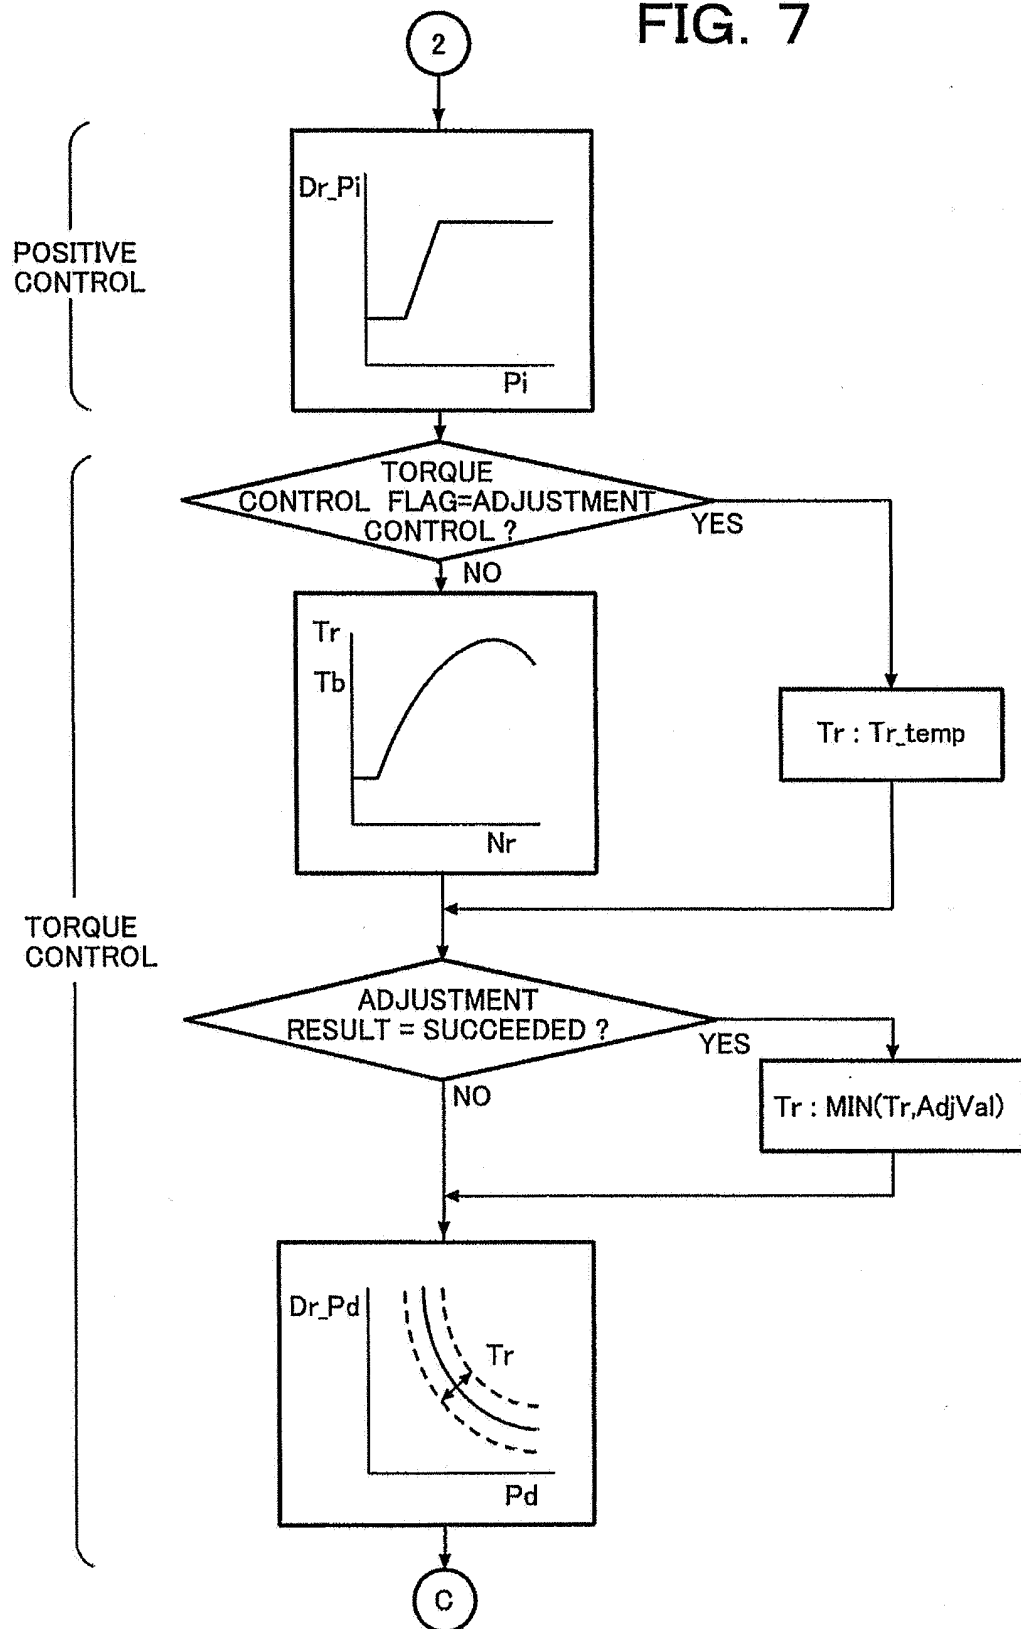 FIG. 7
2
Dr_Pi
POSITIVE
CONTROL
Pi
TORQUE
CONTROL FLAG=ADJUSTMENT
CONTROL ?
YES
NO
Tr
Tb
Tr : Tr_temp
Nr
TORQUE
CONTROL
ADJUSTMENT
RESULT = SUCCEEDED ?
YES
NO
Tr : MIN(Tr,AdjVal)
Dr_Pd
Tr
Pd
C